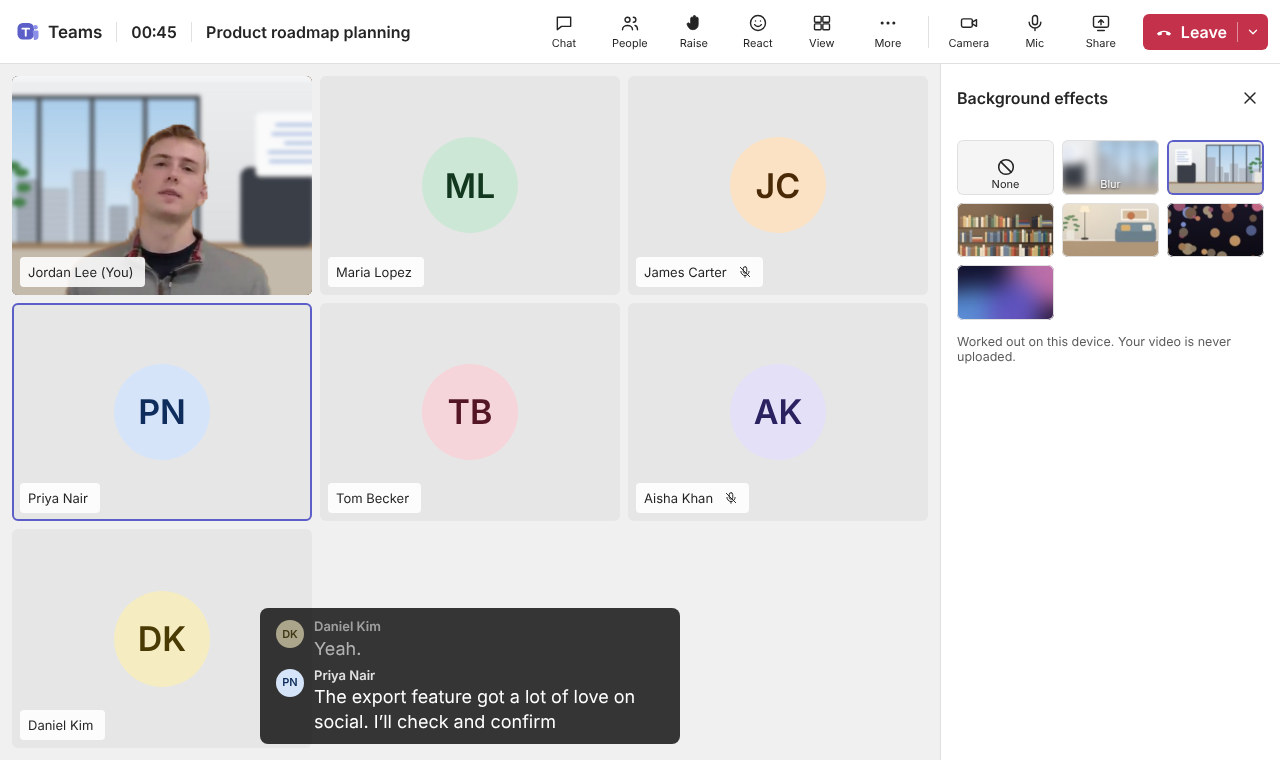 Teams
00:45
Product roadmap planning
Chat
People
Raise
React
View
More
Camera
Mic
Share
Leave
Jordan Lee (You)
ML
Maria Lopez
JC
James Carter
PN
Priya Nair
TB
Tom Becker
AK
Aisha Khan
DK
Daniel Kim
DK
Daniel Kim
Yeah.
PN
Priya Nair
The export feature got a lot of love on
social. I’ll check and confirm
Background effects
None
Blur
Worked out on this device. Your video is never
uploaded.